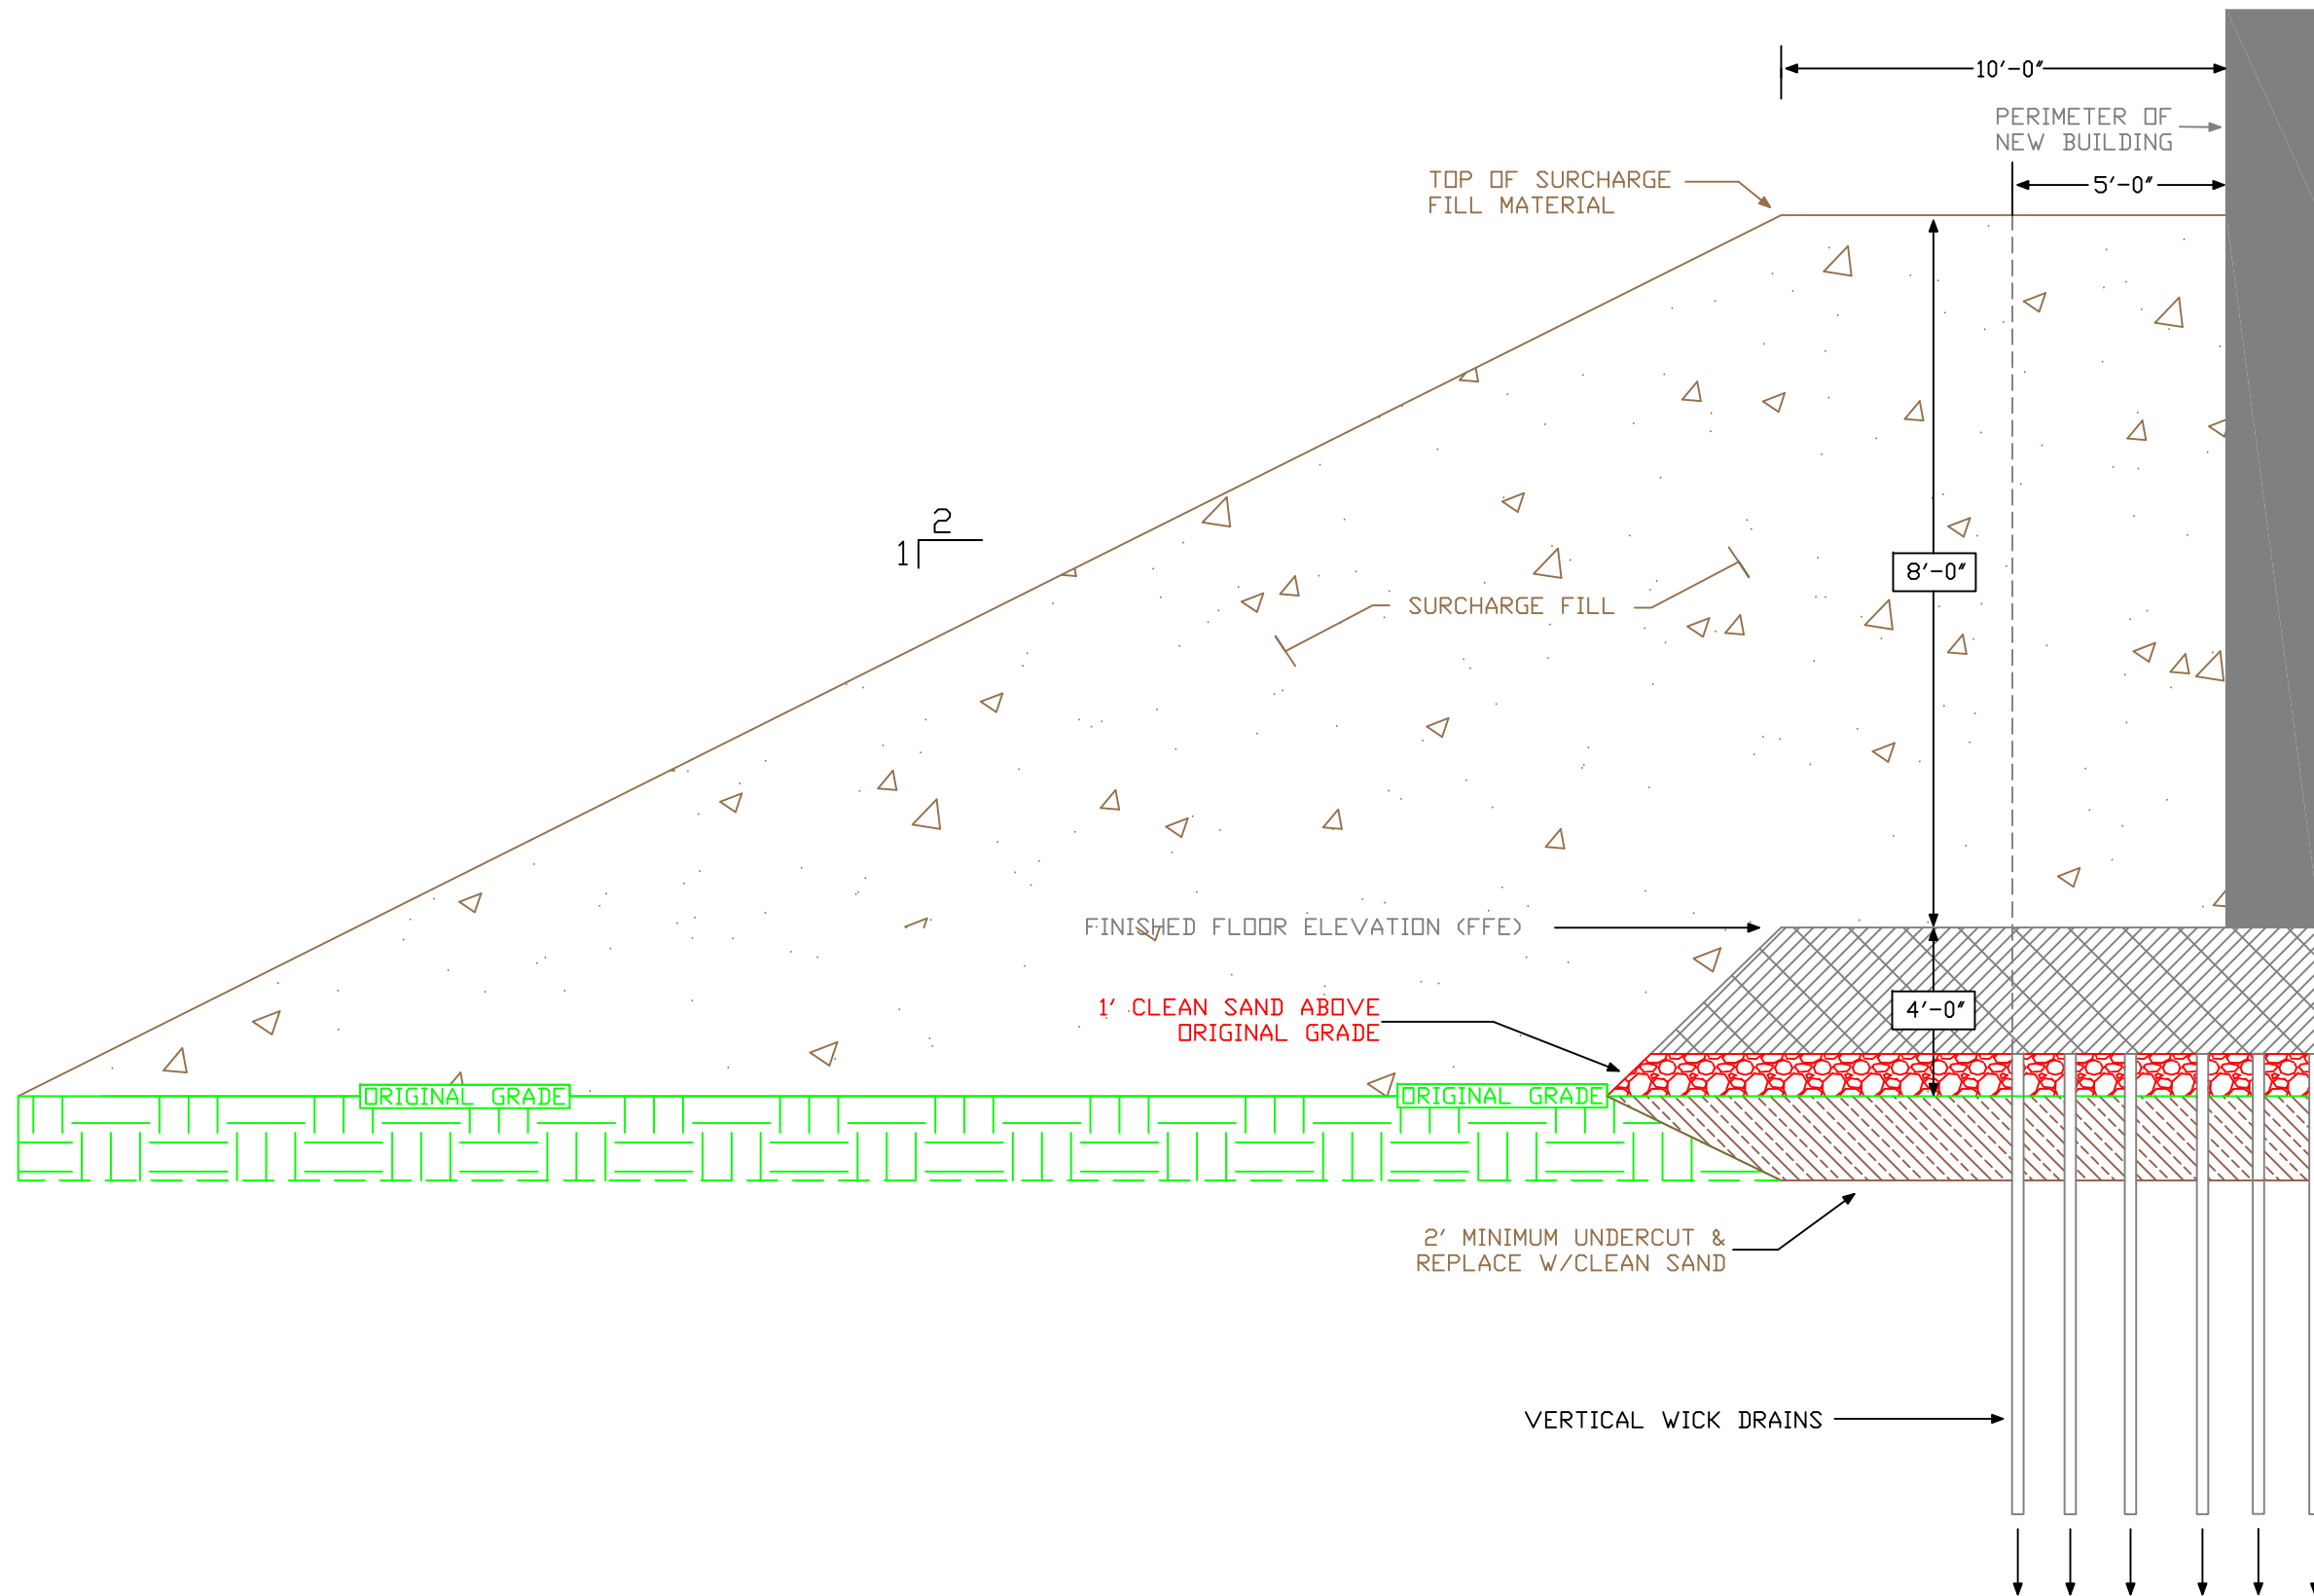 10'-0"
PERIMETER OF
NEW BUILDING
TOP OF SURCHARGE
FILL MATERIAL
5'-0"
2
1
8'-0"
SURCHARGE FILL
FINISHED FLOOR ELEVATION (FFE)
1' CLEAN SAND ABOVE
ORIGINAL GRADE
4'-0"
ORIGINAL GRADE
ORIGINAL GRADE
2' MINIMUM UNDERCUT &
REPLACE W/CLEAN SAND
VERTICAL WICK DRAINS